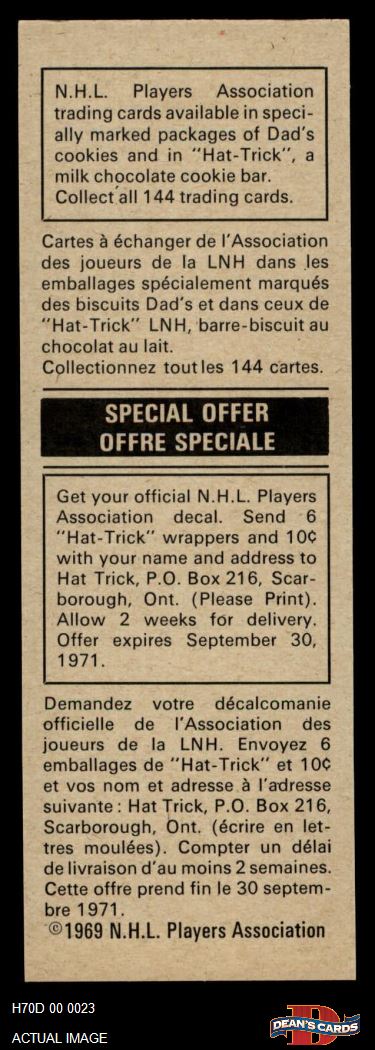 N.H.L. Players Association
trading cards available in speci-
ally marked packages of Dad's
cookies and in "Hat-Trick", a
milk chocolate cookie bar.
Collect all 144 trading cards.
Cartes à échanger de l'Association
des joueurs de la LNH dans les
emballages spécialement marqués
des biscuits Dad's et dans ceux de
"Hat-Trick" LNH, barre-biscuit au
chocolat au lait.
Collectionnez tout les 144 cartes.
SPECIAL OFFER
OFFRE SPECIALE
Get your official N.H.L. Players
Association decal. Send 6
"Hat-Trick" wrappers and 10¢
with your name and address to
Hat Trick, P.O. Box 216, Scar-
borough, Ont. (Please Print).
Allow 2 weeks for delivery.
Offer expires September 30,
1971.
Demandez votre décalcomanie
officielle de l'Association des
joueurs de la LNH. Envoyez 6
emballages de "Hat-Trick" et 10¢
et vos nom et adresse à l'adresse
suivante : Hat Trick, P.O. Box 216,
Scarborough, Ont. (écrire en let-
tres moulées). Compter un délai
de livraison d'au moins 2 semaines.
Cette offre prend fin le 30 septem-
bre 1971.
©1969 N.H.L. Players Association
H70D 00 0023
ACTUAL IMAGE
D
DEAN'S CARDS